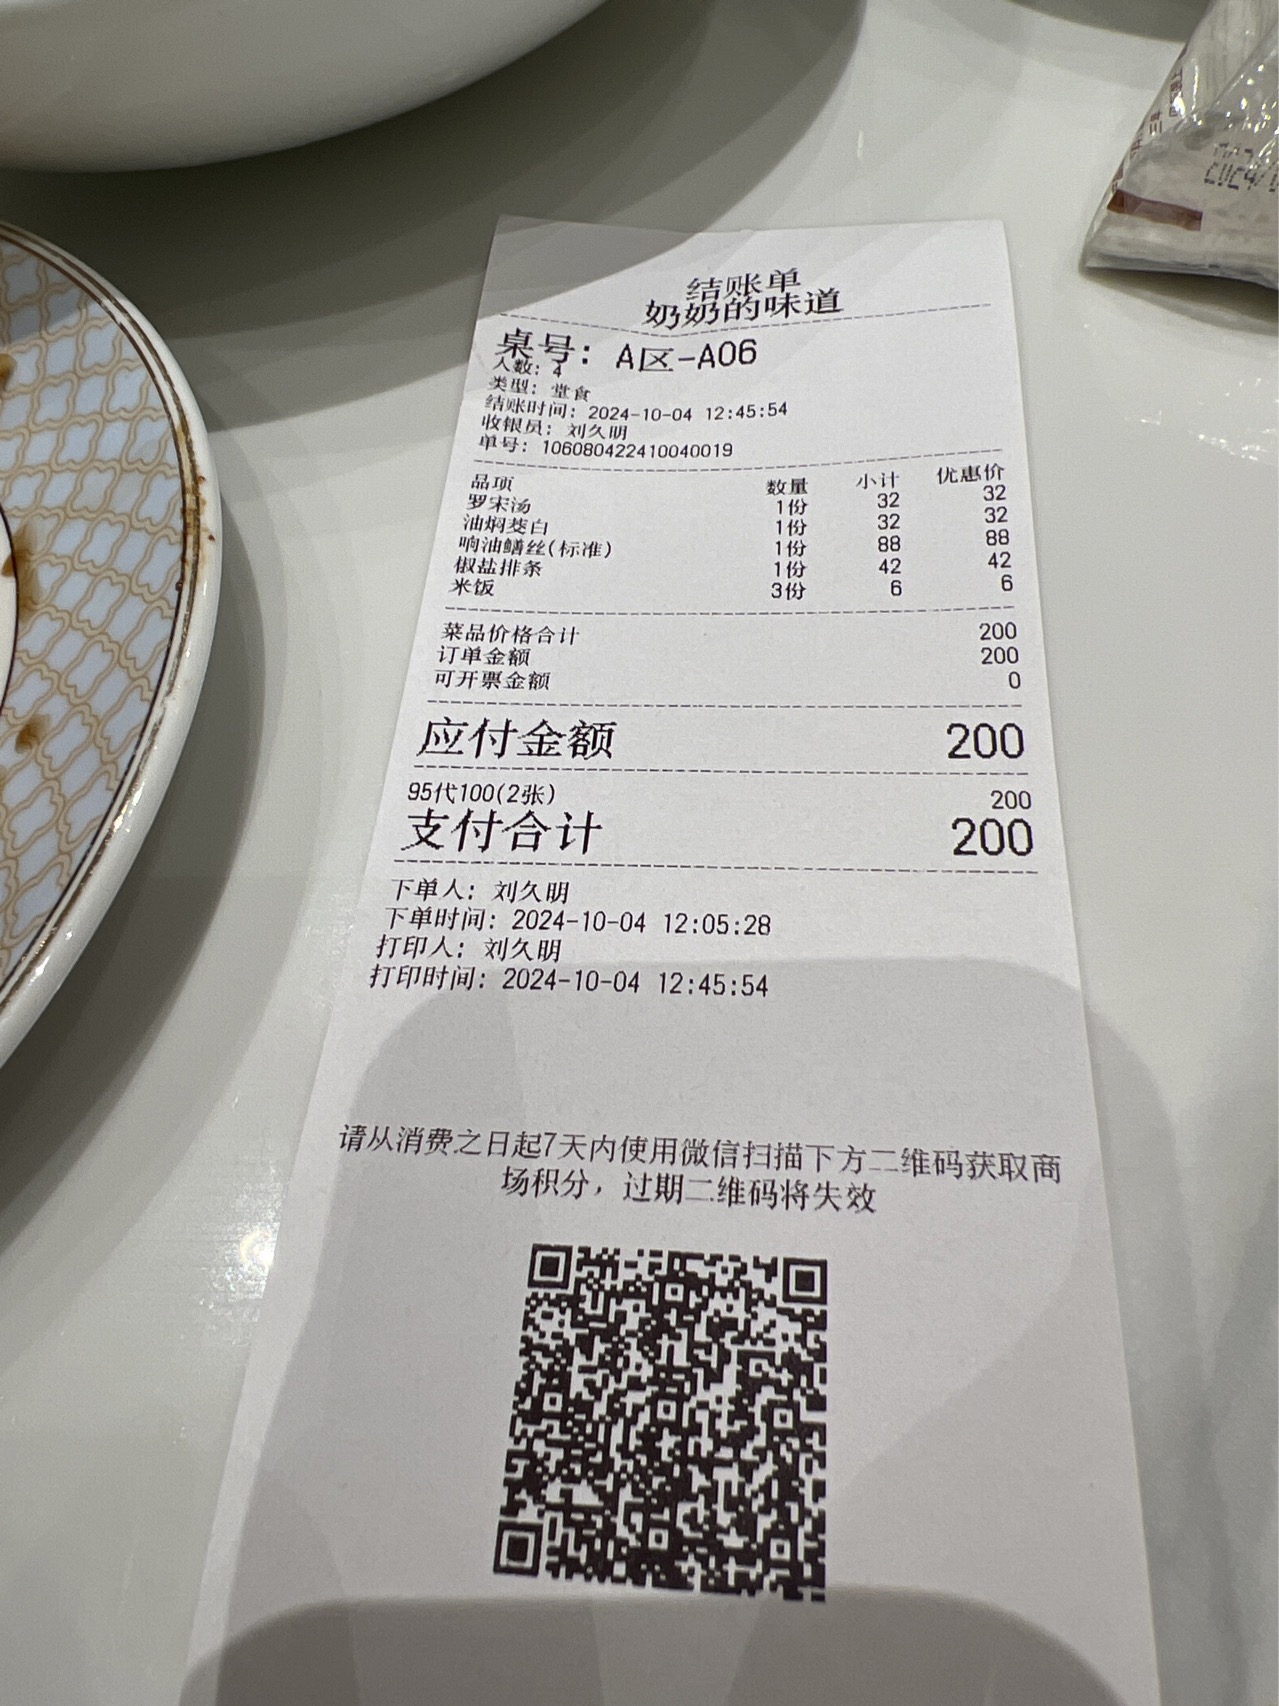 结账单
奶奶的味道
桌号: A区-A06
人数: 4
类型: 堂食
结账时间: 2024-10-04 12:45:54
收银员: 刘久明
单号: 106080422410040019
品项 数量 小计 优惠价
罗宋汤 1份 32 32
油焖茭白 1份 32 32
响油鳝丝(标准) 1份 88 88
椒盐排条 1份 42 42
米饭 3份 6 6
菜品价格合计 200
订单金额 200
可开票金额 0
应付金额 200
95代100(2张) 200
支付合计 200
下单人: 刘久明
下单时间: 2024-10-04 12:05:28
打印人: 刘久明
打印时间: 2024-10-04 12:45:54
请从消费之日起7天内使用微信扫描下方二维码获取商
场积分，过期二维码将失效